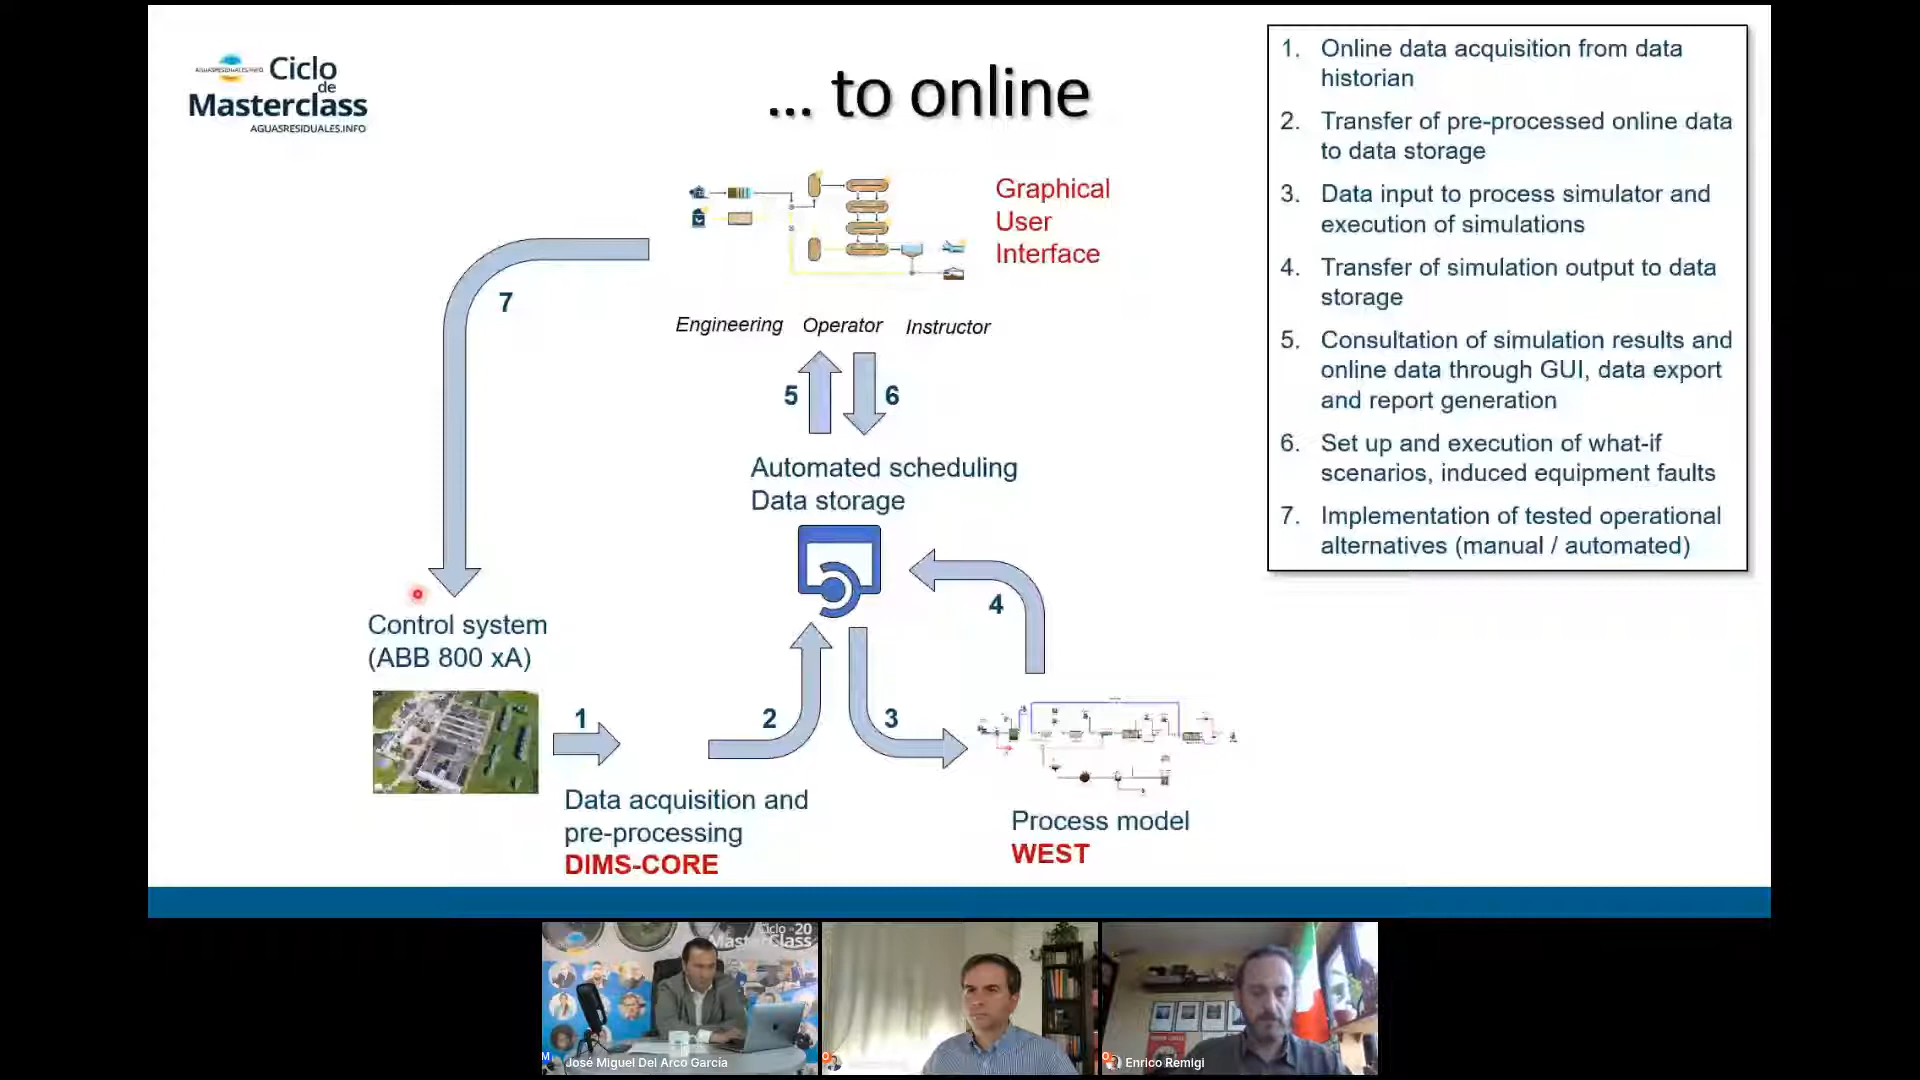 AGUASRESIDUALES.INFO
Ciclo
de
Masterclass
AGUASRESIDUALES.INFO
... to online
Graphical
User
Interface
Engineering Operator Instructor
7
5 6
Automated scheduling
Data storage
4
Control system
(ABB 800 xA)
1 2 3
Data acquisition and
pre-processing
DIMS-CORE
Process model
WEST
1. Online data acquisition from data
historian
2. Transfer of pre-processed online data
to data storage
3. Data input to process simulator and
execution of simulations
4. Transfer of simulation output to data
storage
5. Consultation of simulation results and
online data through GUI, data export
and report generation
6. Set up and execution of what-if
scenarios, induced equipment faults
7. Implementation of tested operational
alternatives (manual / automated)
Ciclo 20
MasterClass
José Miguel Del Arco García
Enrico Remigi